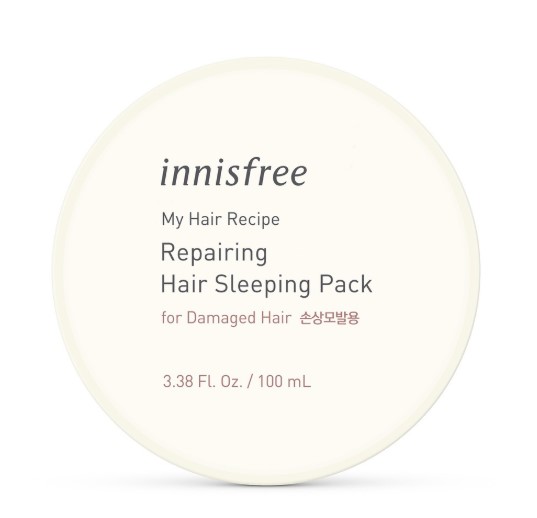 innisfree
My Hair Recipe
Repairing
Hair Sleeping Pack
for Damaged Hair 손상모발용
3.38 Fl. Oz. / 100 mL